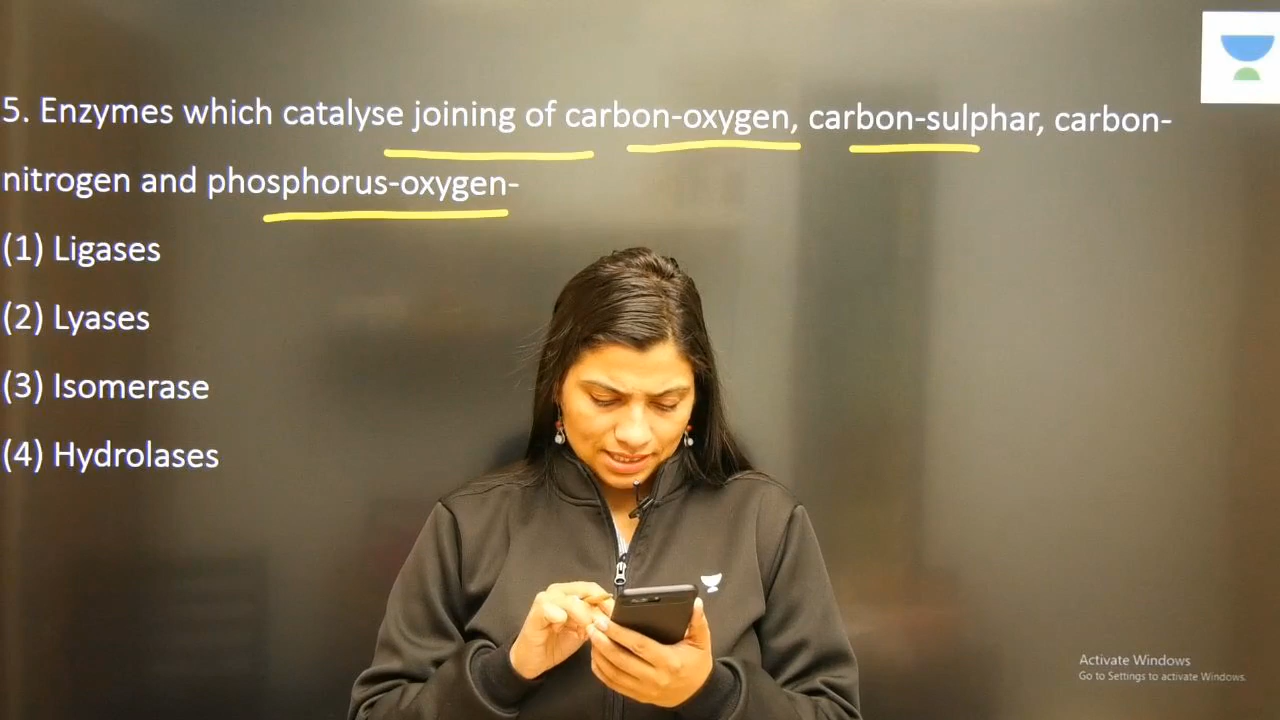 5. Enzymes which catalyse joining of carbon-oxygen, carbon-sulphar, carbon-
nitrogen and phosphorus-oxygen-
(1) Ligases
(2) Lyases
(3) Isomerase
(4) Hydrolases
Activate Windows
Go to Settings to activate Windows.